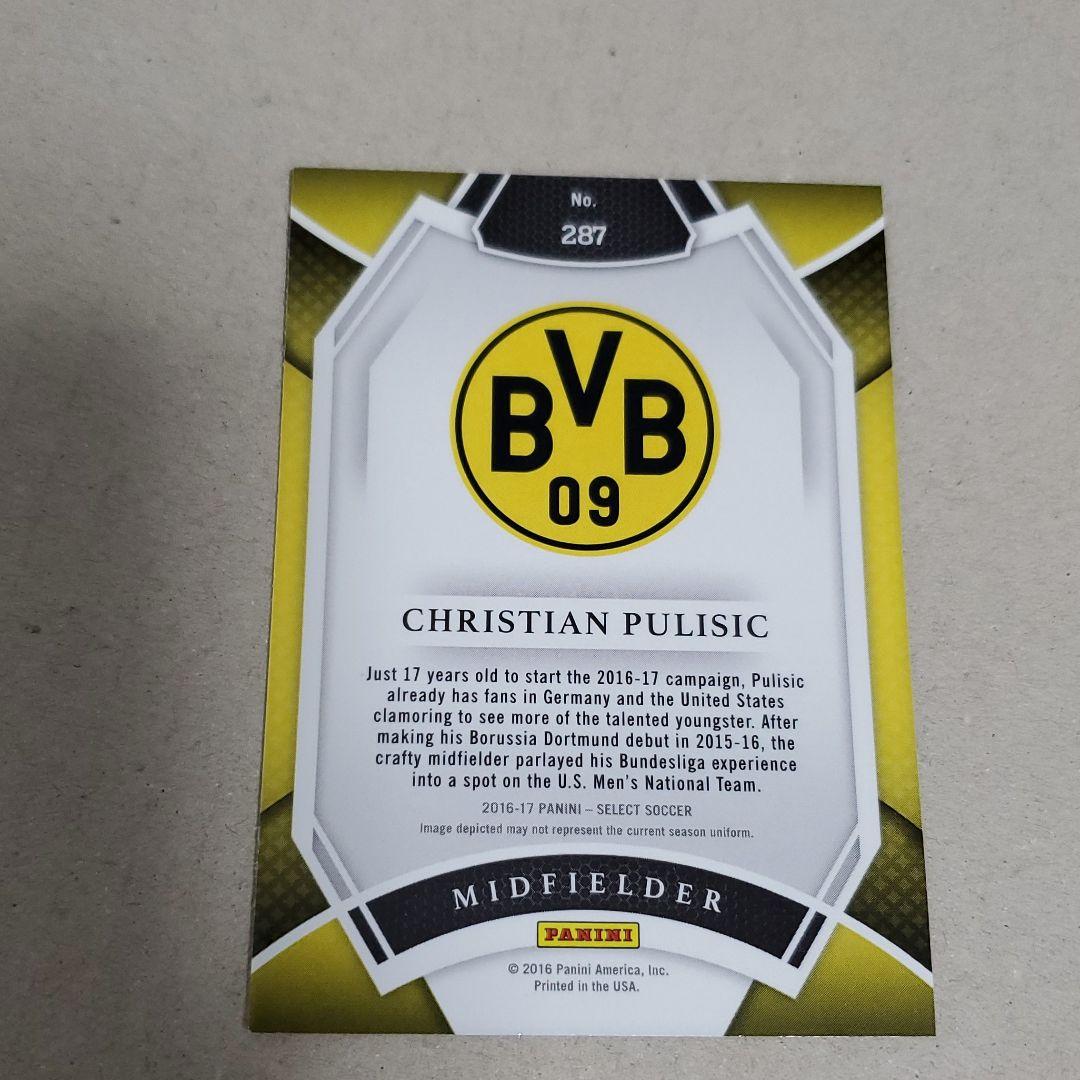 No.
287
BVB
09
CHRISTIAN PULISIC
Just 17 years old to start the 2016-17 campaign, Pulisic
already has fans in Germany and the United States
clamoring to see more of the talented youngster. After
making his Borussia Dortmund debut in 2015-16, the
crafty midfielder parlayed his Bundesliga experience
into a spot on the U.S. Men's National Team.
2016-17 PANINI – SELECT SOCCER
Image depicted may not represent the current season uniform.
MIDFIELDER
PANINI
© 2016 Panini America, Inc.
Printed in the USA.